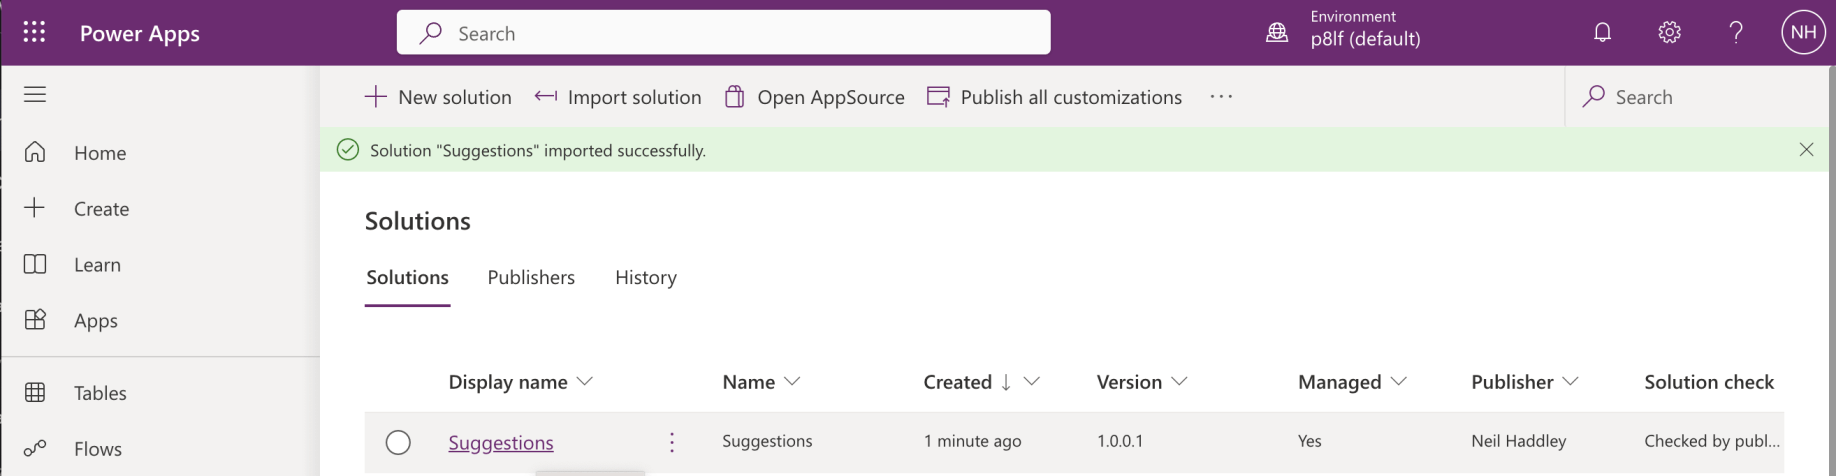 Power Apps
Search
Environment
p8lf (default)
NH
New solution
Import solution
Open AppSource
Publish all customizations
Search
Solution "Suggestions" imported successfully.
Home
Create
Learn
Apps
Tables
Flows
Solutions
Solutions Publishers History
Display name Name Created Version Managed Publisher Solution check
Suggestions Suggestions 1 minute ago 1.0.0.1 Yes Neil Haddley Checked by publ...